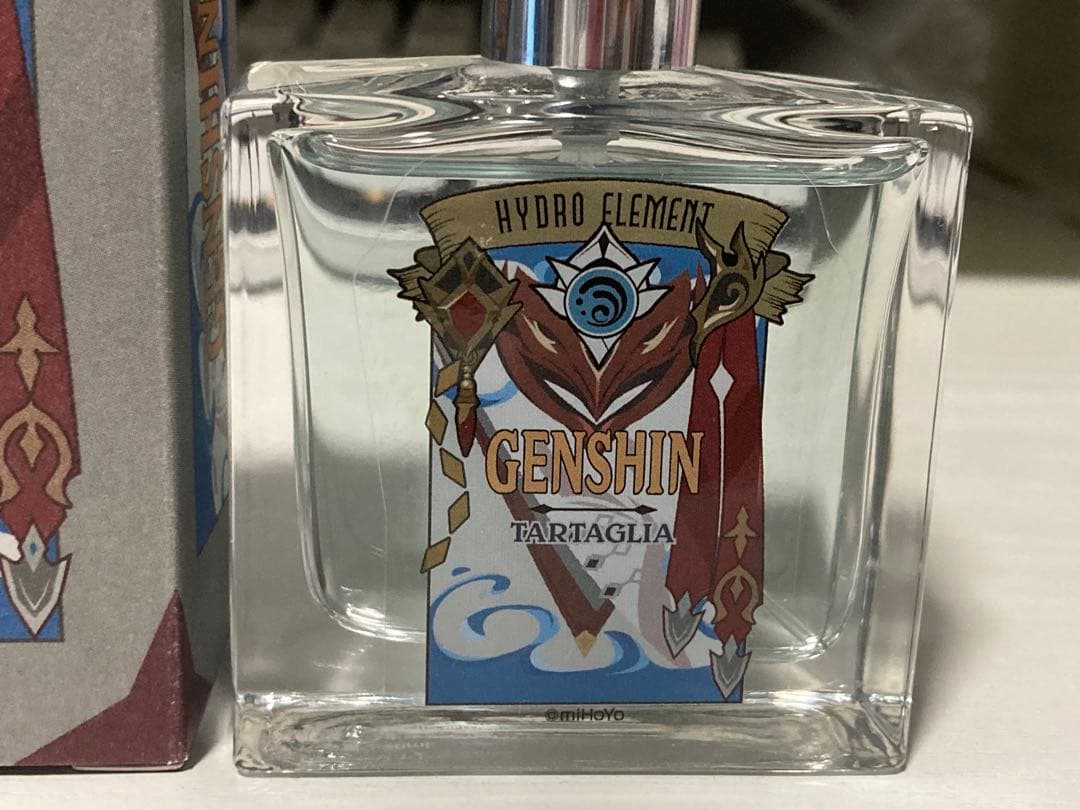 HYDRO ELEMENT
GENSHIN
TARTAGLIA
@miHoYo